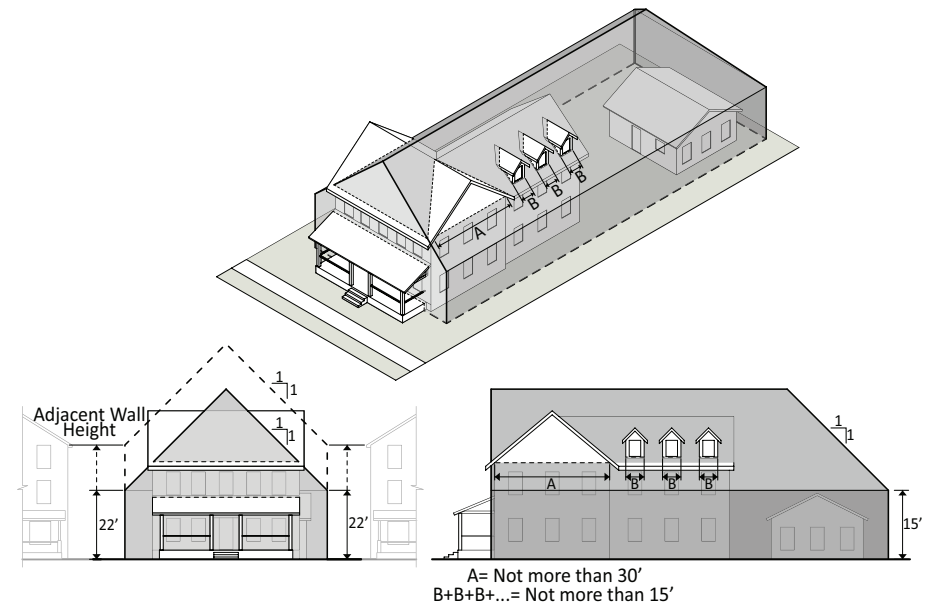 A
B
B
B
1
1
Adjacent Wall
Height
1
1
22’
22’
1
1
A
B
B
B
15’
A= Not more than 30’
B+B+B+...= Not more than 15’